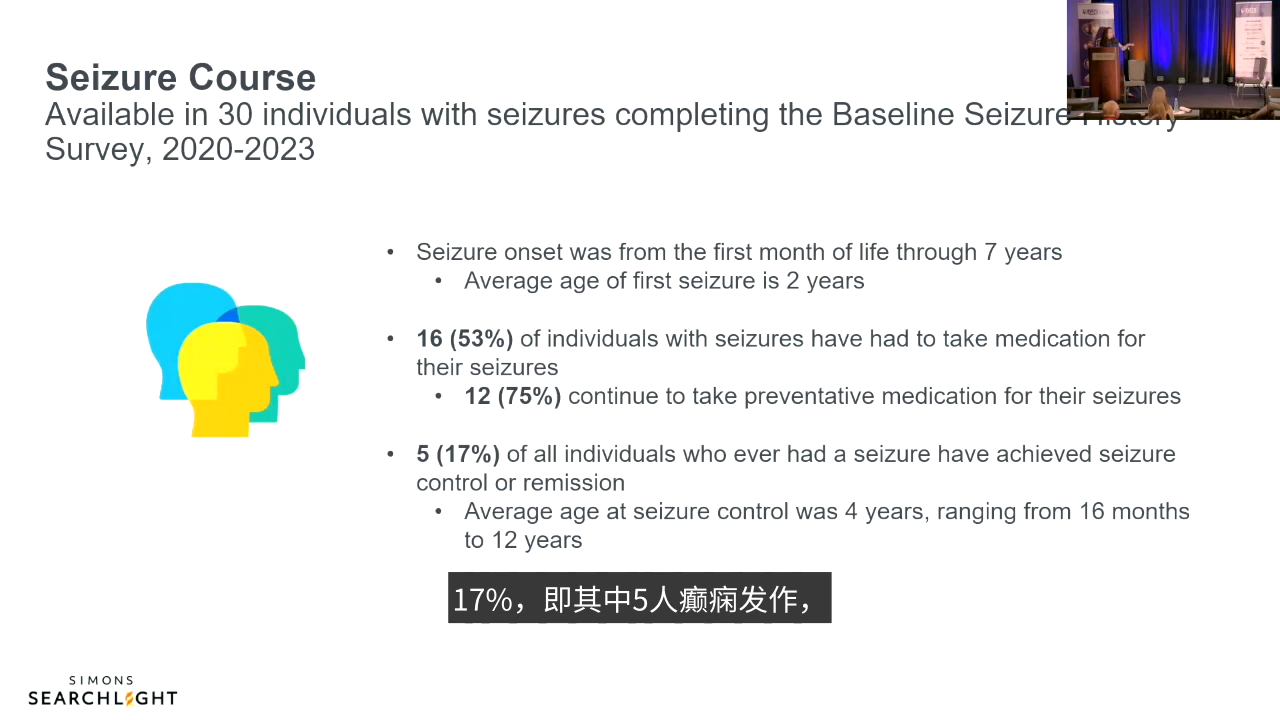 Seizure Course
Available in 30 individuals with seizures completing the Baseline Seizure History
Survey, 2020-2023
• Seizure onset was from the first month of life through 7 years
• Average age of first seizure is 2 years
• 16 (53%) of individuals with seizures have had to take medication for
their seizures
• 12 (75%) continue to take preventative medication for their seizures
• 5 (17%) of all individuals who ever had a seizure have achieved seizure
control or remission
• Average age at seizure control was 4 years, ranging from 16 months
to 12 years
17%，即其中5人癫痫发作，
SIMONS
SEARCHLIGHT